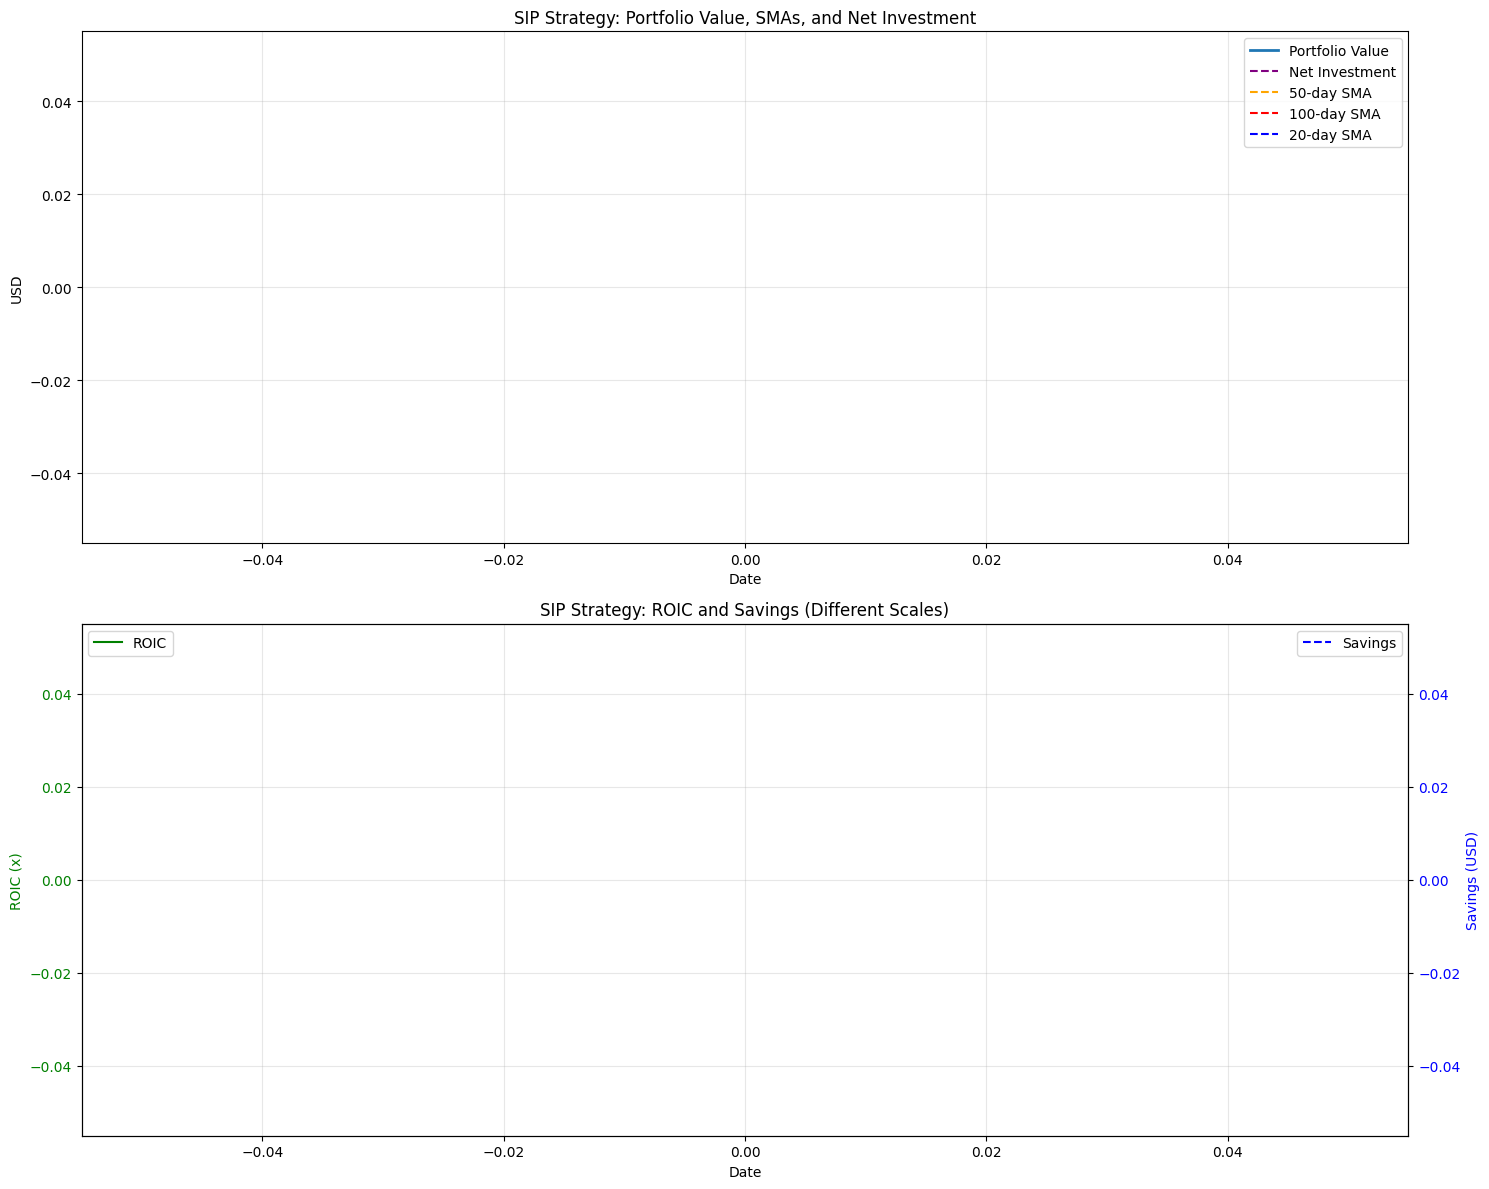 SIP Strategy: Portfolio Value, SMAs, and Net Investment
Portfolio Value
Net Investment
50-day SMA
100-day SMA
20-day SMA
USD
0.04
0.02
0.00
−0.02
−0.04
−0.04
−0.02
0.00
0.02
0.04
Date
SIP Strategy: ROIC and Savings (Different Scales)
ROIC
Savings
ROIC (x)
0.04
0.02
0.00
−0.02
−0.04
0.04
0.02
0.00
−0.02
−0.04
Savings (USD)
−0.04
−0.02
0.00
0.02
0.04
Date